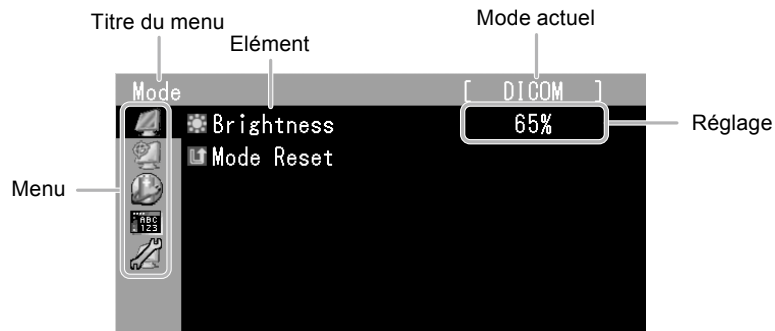 Titre du menu
Elément
Mode actuel
Mode
[ DICOM ]
Brightness
65%
Réglage
Mode Reset
Menu
ABC
123